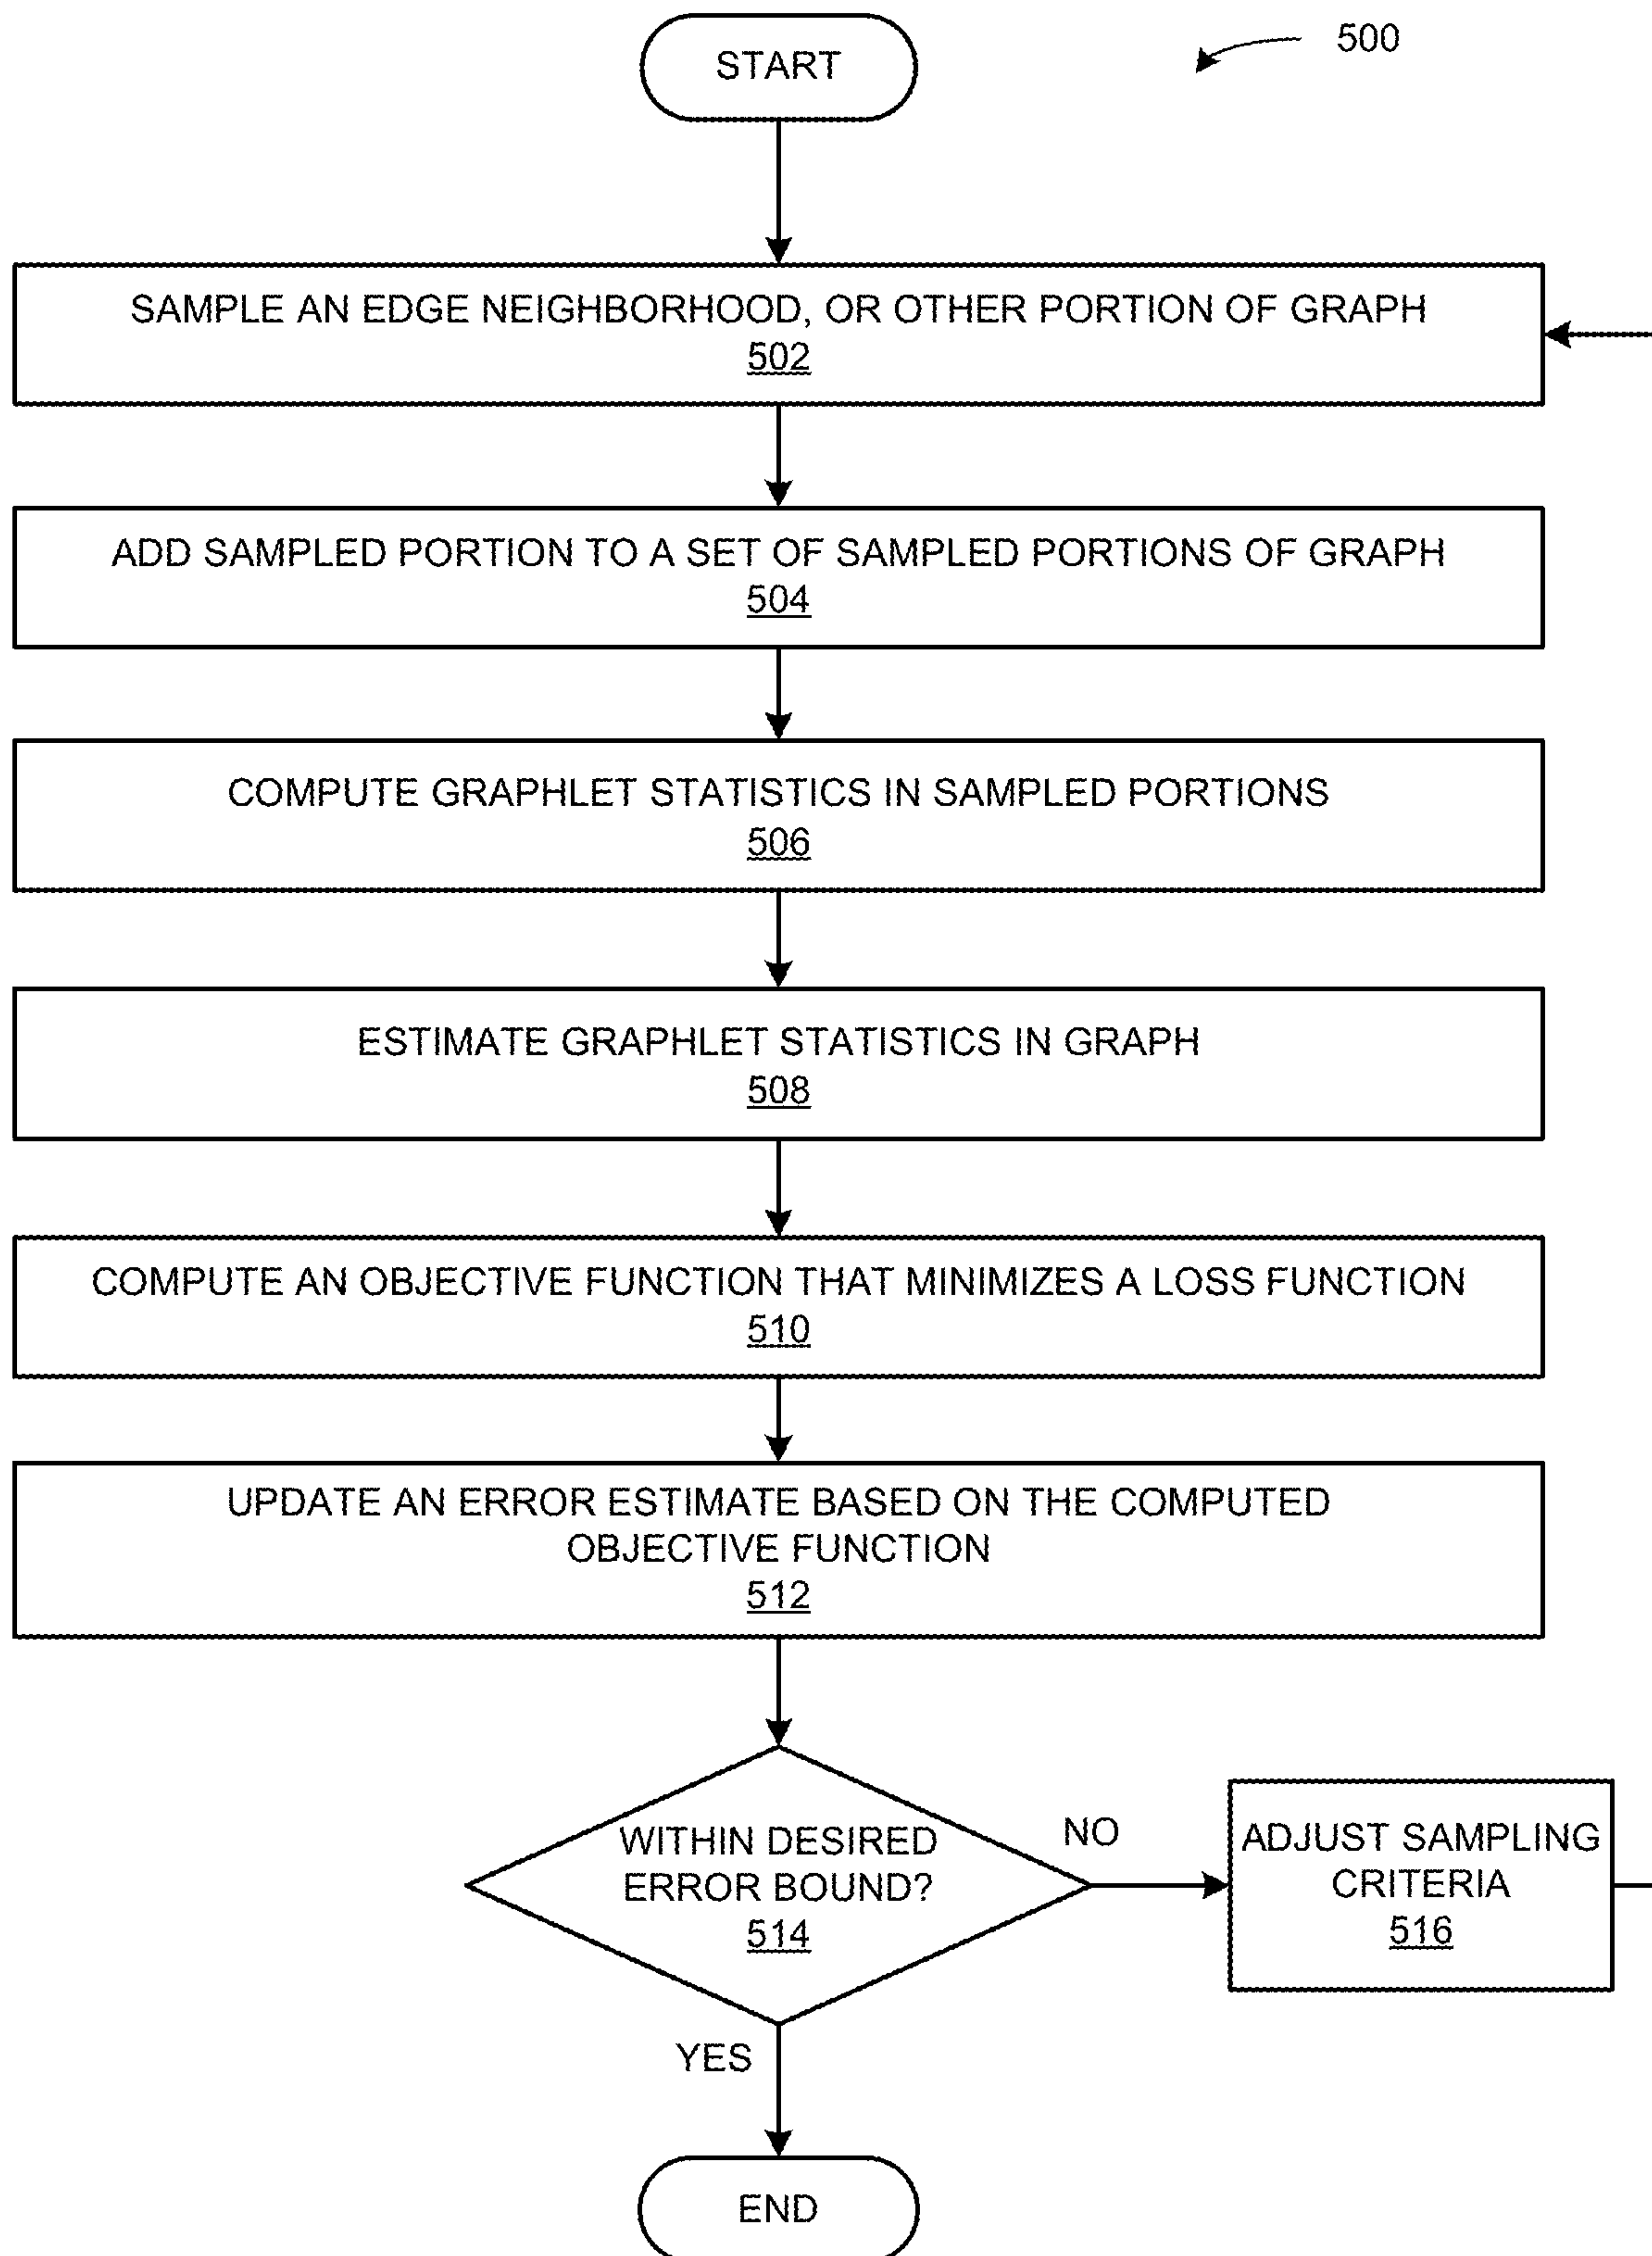 START
500
SAMPLE AN EDGE NEIGHBORHOOD, OR OTHER PORTION OF GRAPH
502
ADD SAMPLED PORTION TO A SET OF SAMPLED PORTIONS OF GRAPH
504
COMPUTE GRAPHLET STATISTICS IN SAMPLED PORTIONS
506
ESTIMATE GRAPHLET STATISTICS IN GRAPH
508
COMPUTE AN OBJECTIVE FUNCTION THAT MINIMIZES A LOSS FUNCTION
510
UPDATE AN ERROR ESTIMATE BASED ON THE COMPUTED
OBJECTIVE FUNCTION
512
WITHIN DESIRED
ERROR BOUND?
514
NO
ADJUST SAMPLING
CRITERIA
516
YES
END